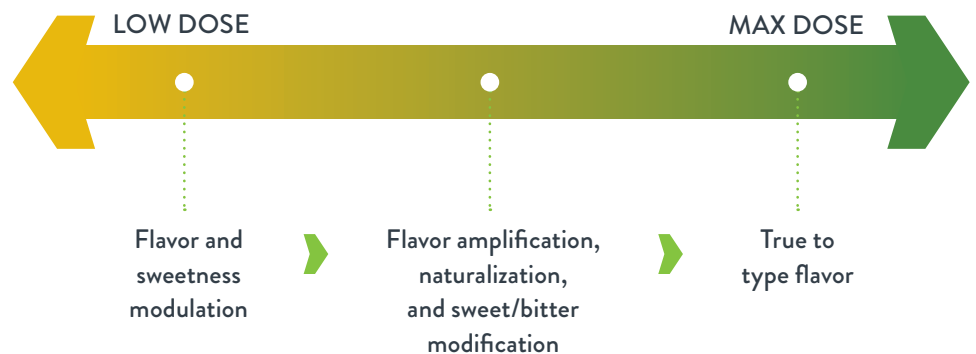 LOW DOSE
MAX DOSE
Flavor and
sweetness
modulation
Flavor amplification,
naturalization,
and sweet/bitter
modification
True to
type flavor